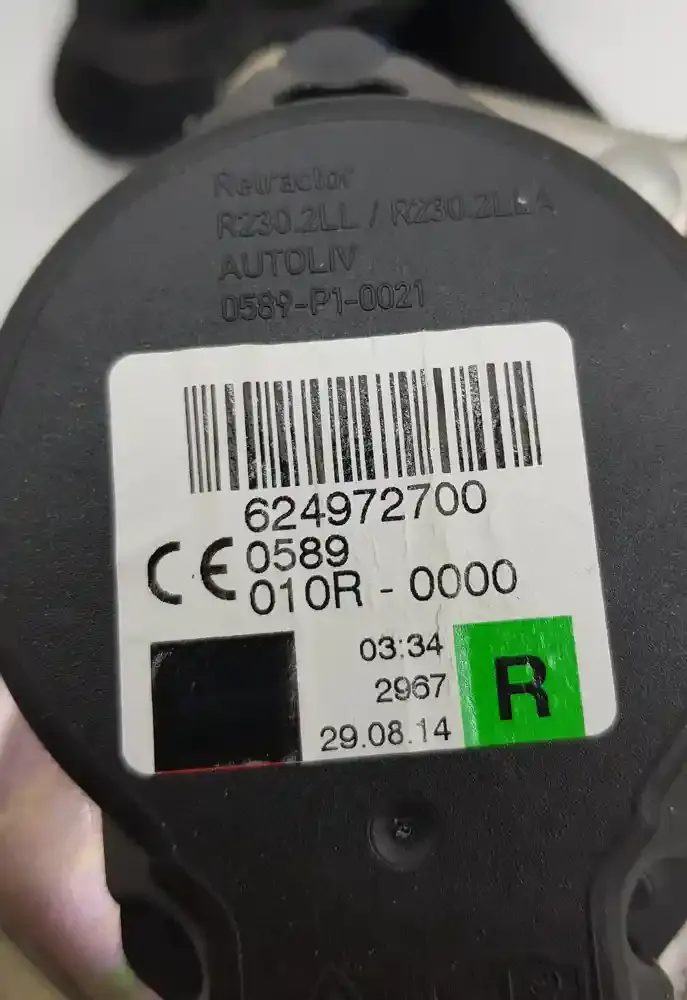 Retractor
R230.2LL / R230.2LLA
AUTOLIV
0589-P1-0021
624972700
CE 0589
010R - 0000
03:34
2967
R
29.08.14